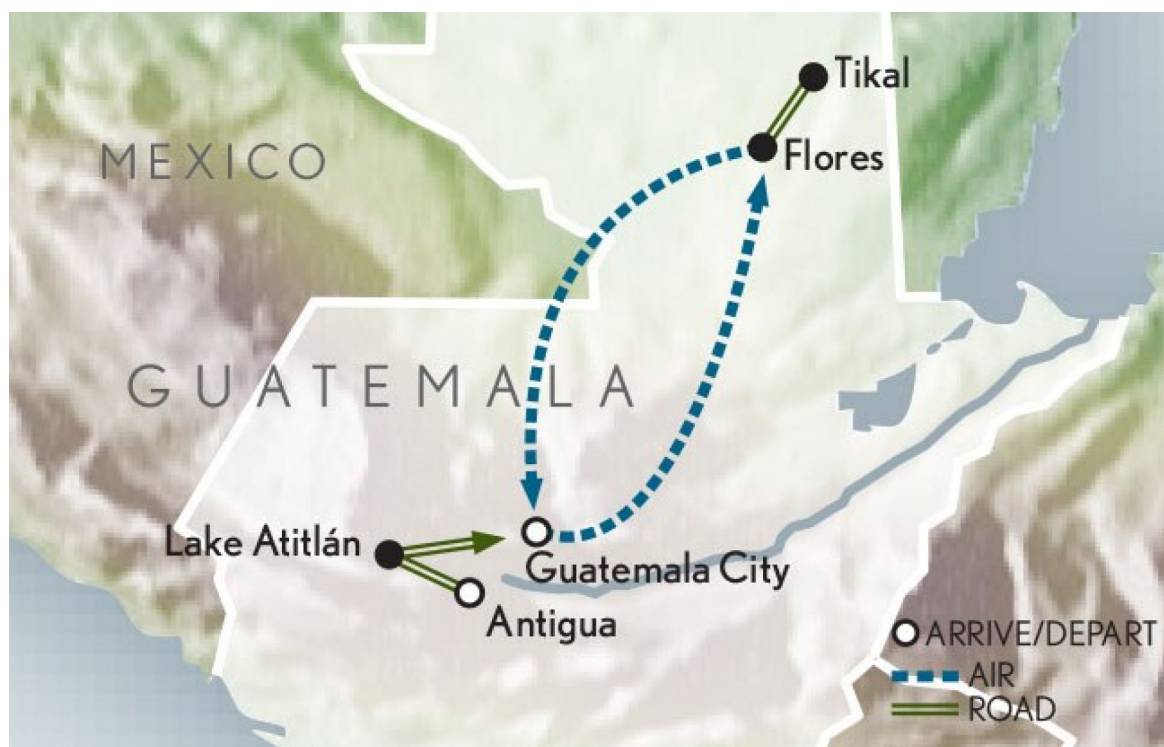 Tikal
Flores
MEXICO
GUATEMALA
Lake Atitlán
Guatemala City
Antigua
ARRIVE/DEPART
AIR
ROAD